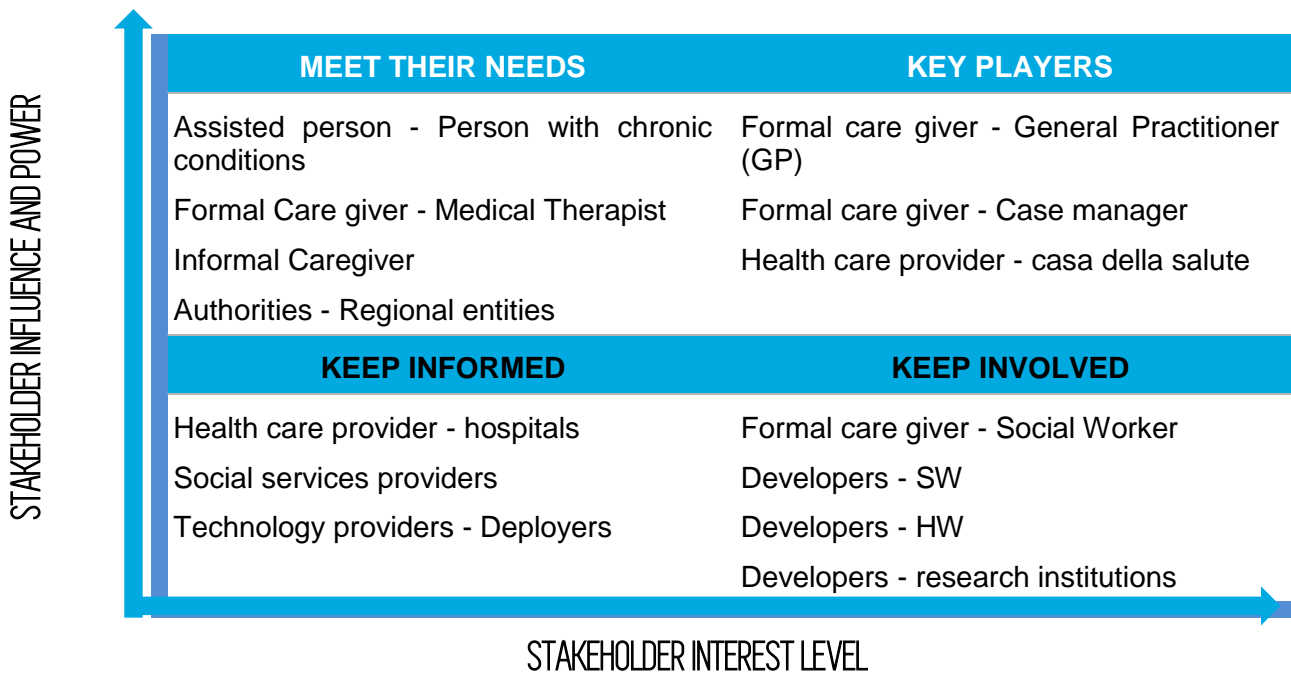 STAKEHOLDER INFLUENCE AND POWER
MEET THEIR NEEDS
Assisted person - Person with chronic
conditions
Formal Care giver - Medical Therapist
Informal Caregiver
Authorities - Regional entities
KEY PLAYERS
Formal care giver - General Practitioner
(GP)
Formal care giver - Case manager
Health care provider - casa della salute
KEEP INFORMED
Health care provider - hospitals
Social services providers
Technology providers - Deployers
KEEP INVOLVED
Formal care giver - Social Worker
Developers - SW
Developers - HW
Developers - research institutions
STAKEHOLDER INTEREST LEVEL